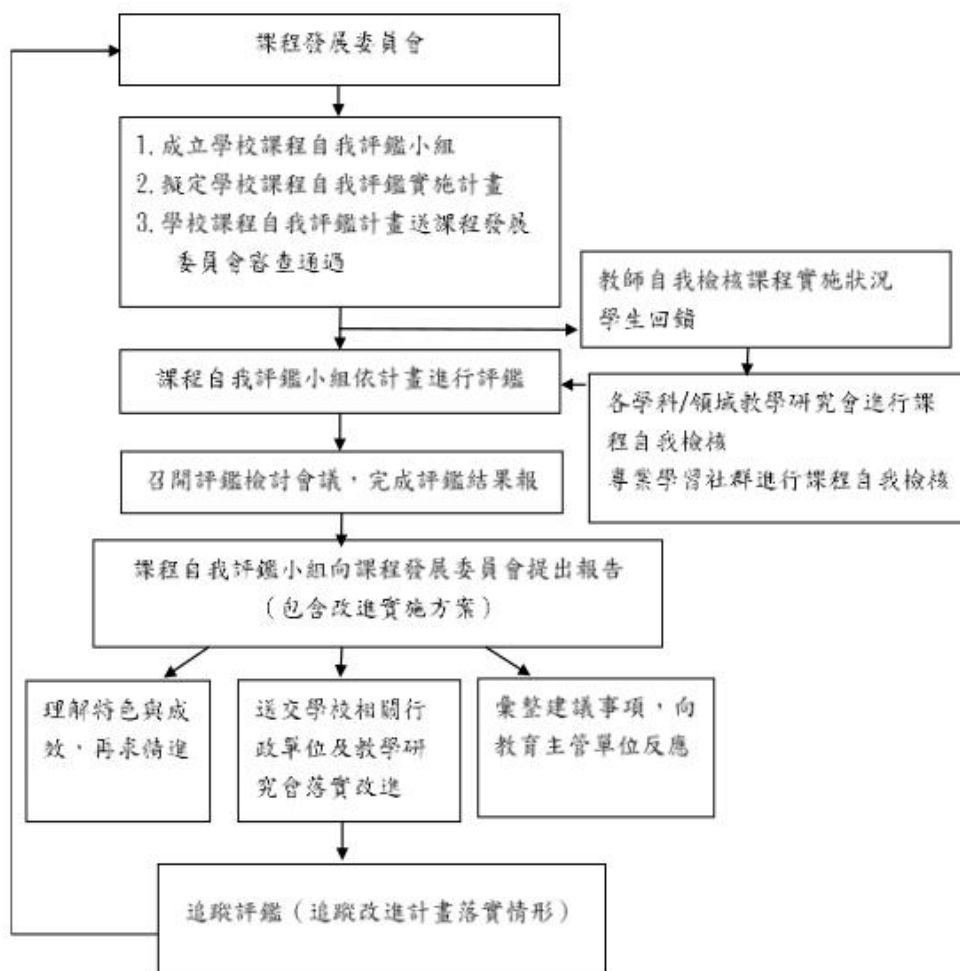 課程發展委員會
1. 成立學校課程自我評鑑小組
2. 擬定學校課程自我評鑑實施計畫
3. 學校課程自我評鑑計畫送課程發展
委員會審查通過
教師自我檢核課程實施狀況
學生回饋
課程自我評鑑小組依計畫進行評鑑
各學科/領域教學研究會進行課
程自我檢核
專業學習社群進行課程自我檢核
召開評鑑檢討會議，完成評鑑結果報
課程自我評鑑小組向課程發展委員會提出報告
（包含改進實施方案）
理解特色與成
效，再求精進
送交學校相關行
政單位及教學研
究會落實改進
彙整建議事項，向
教育主管單位反應
追蹤評鑑（追蹤改進計畫落實情形）